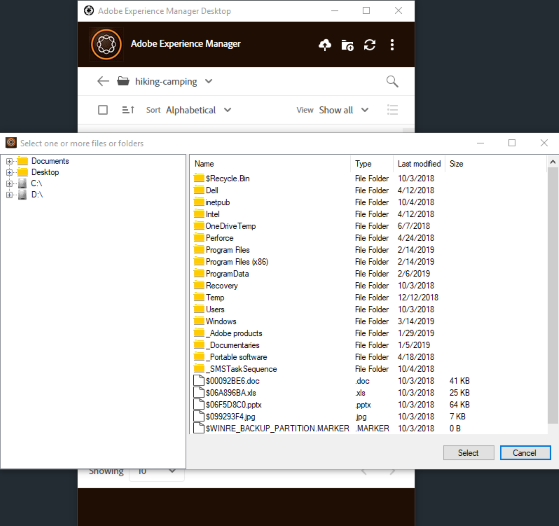 Adobe Experience Manager Desktop
Adobe Experience Manager
hiking-camping
Sort Alphabetical View Show all
Select one or more files or folders
Documents
Desktop
C:\
D:\
Name Type Last modified Size
$Recycle.Bin File Folder 10/3/2018
Dell File Folder 4/12/2018
inetpub File Folder 10/4/2018
Intel File Folder 4/12/2018
OneDriveTemp File Folder 6/7/2018
Perforce File Folder 4/24/2018
Program Files File Folder 2/14/2019
Program Files (x86) File Folder 2/14/2019
ProgramData File Folder 2/6/2019
Recovery File Folder 10/3/2018
Temp File Folder 12/12/2018
Users File Folder 10/3/2018
Windows File Folder 3/14/2019
_Adobe products File Folder 1/29/2019
_Documentaries File Folder 1/5/2019
_Portable software File Folder 4/18/2018
_SMSTaskSequence File Folder 10/4/2018
$00092BE6.doc .doc 10/3/2018 41 KB
$06A896BA.xls .xls 10/3/2018 25 KB
$06F5D8C0.pptx .pptx 10/3/2018 64 KB
$099293F4.jpg .jpg 10/3/2018 7 KB
$WINRE_BACKUP_PARTITION.MARKER .MARKER 10/3/2018 0 B
Select Cancel
Showing 10